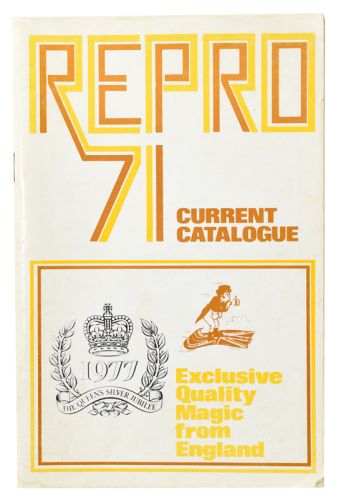 REPRO
71
CURRENT
CATALOGUE
1977
THE QUEEN'S SILVER JUBILEE
Exclusive
Quality
Magic
from
England